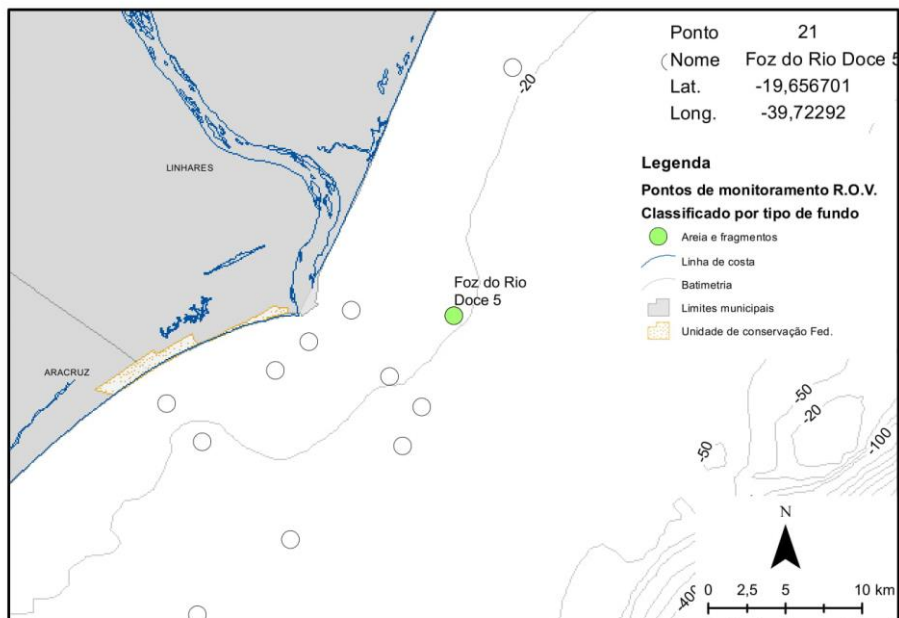 Ponto 21
Nome Foz do Rio Doce 5
Lat. -19,656701
Long. -39,72292
Legenda
Pontos de monitoramento R.O.V.
Classificado por tipo de fundo
Areia e fragmentos
Linha de costa
Batimetria
Limites municipais
Unidade de conservação Fed.
-20
LINHARES
Foz do Rio
Doce 5
ARACRUZ
-50
-20
-50
-100
-400
N
0 2,5 5 10 km